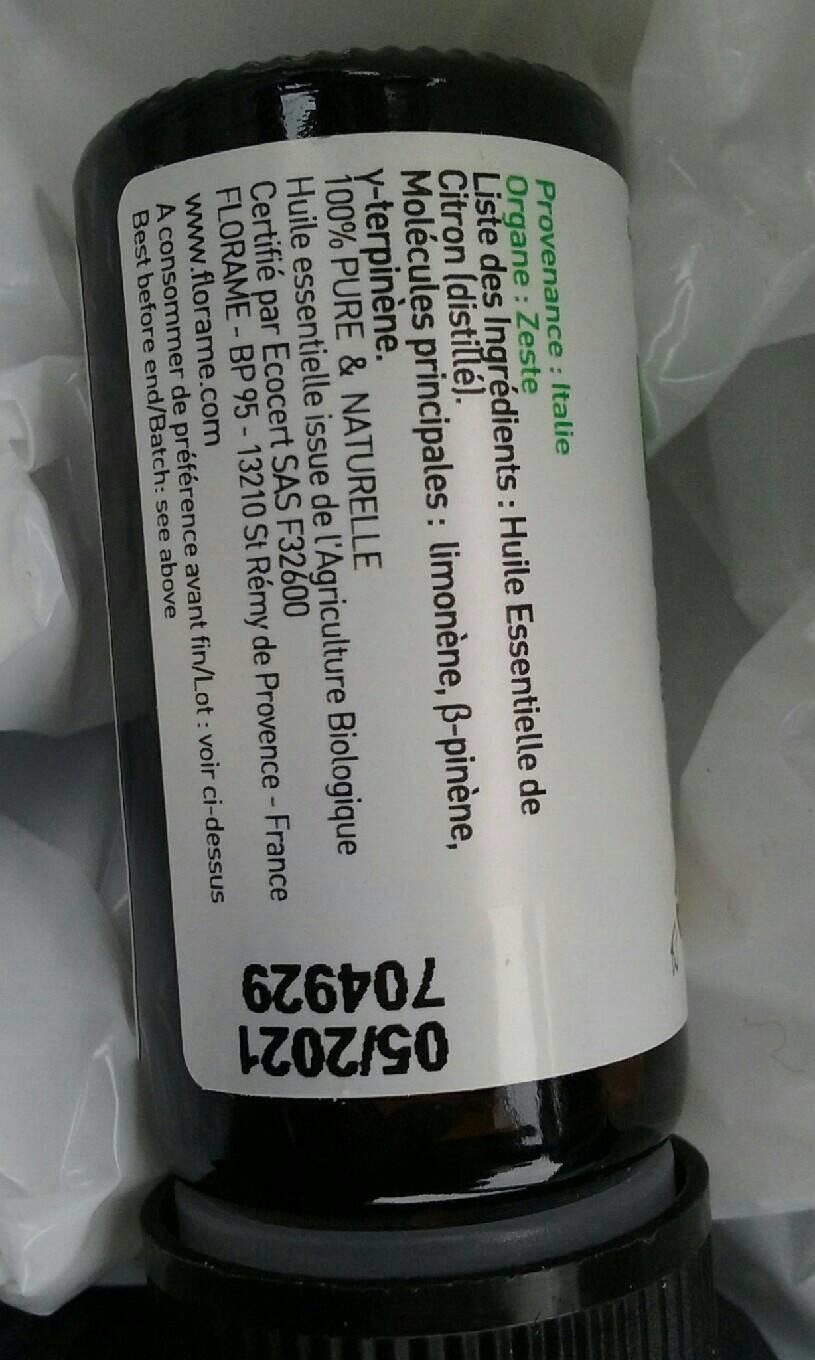 Provenance : Italie
Organe : Zeste
Liste des Ingrédients : Huile Essentielle de
Citron (distillé).
Molécules principales : limonène, β-pinène,
γ-terpinène.
100% PURE & NATURELLE
Huile essentielle issue de l'Agriculture Biologique
Certifié par Ecocert SAS F32600
FLORAME - BP 95 - 13210 St Rémy de Provence - France
www.florame.com
A consommer de préférence avant fin/Lot : voir ci-dessus
Best before end/Batch: see above
05/2021
704929